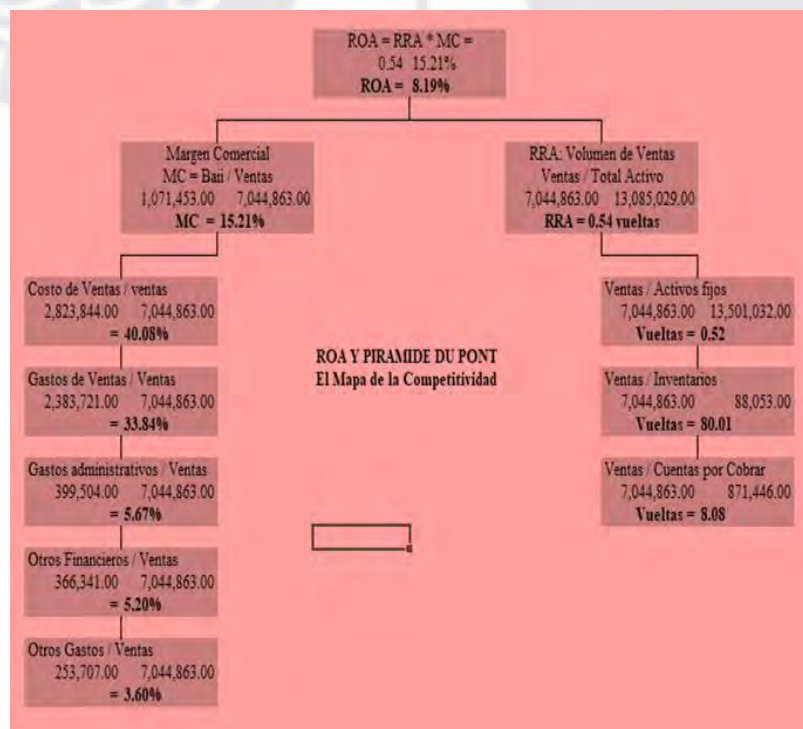 ROA = RRA * MC =
0.54 15.21%
ROA = 8.19%
Margen Comercial
MC = Baii / Ventas
1,071,453.00 7,044,863.00
MC = 15.21%
RRA: Volumen de Ventas
Ventas / Total Activo
7,044,863.00 13,085,029.00
RRA = 0.54 vueltas
Costo de Ventas / ventas
2,823,844.00 7,044,863.00
= 40.08%
Gastos de Ventas / Ventas
2,383,721.00 7,044,863.00
= 33.84%
Gastos administrativos / Ventas
399,504.00 7,044,863.00
= 5.67%
Otros Financieros / Ventas
366,341.00 7,044,863.00
= 5.20%
Otros Gastos / Ventas
253,707.00 7,044,863.00
= 3.60%
ROA Y PIRAMIDE DU PONT
El Mapa de la Competitividad
Ventas / Activos fijos
7,044,863.00 13,501,032.00
Vueltas = 0.52
Ventas / Inventarios
7,044,863.00 88,053.00
Vueltas = 80.01
Ventas / Cuentas por Cobrar
7,044,863.00 871,446.00
Vueltas = 8.08